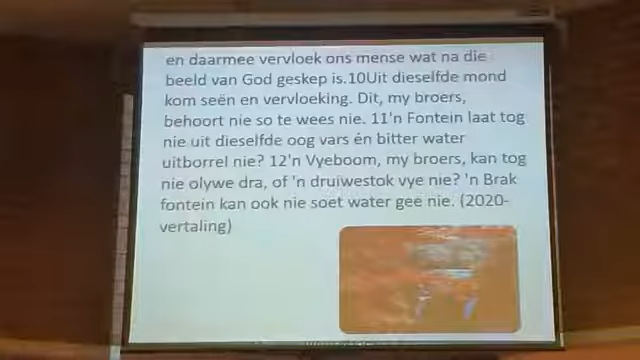 en daarmee vervloek ons mense wat na die
beeld van God geskep is.10Uit dieselfde mond
kom seën en vervloeking. Dit, my broers,
behoort nie so te wees nie. 11'n Fontein laat tog
nie uit dieselfde oog vars én bitter water
uitborrel nie? 12'n Vyeboom, my broers, kan tog
nie olywe dra, of 'n druiwestok vye nie? 'n Brak
fontein kan ook nie soet water gee nie. (2020-
vertaling)